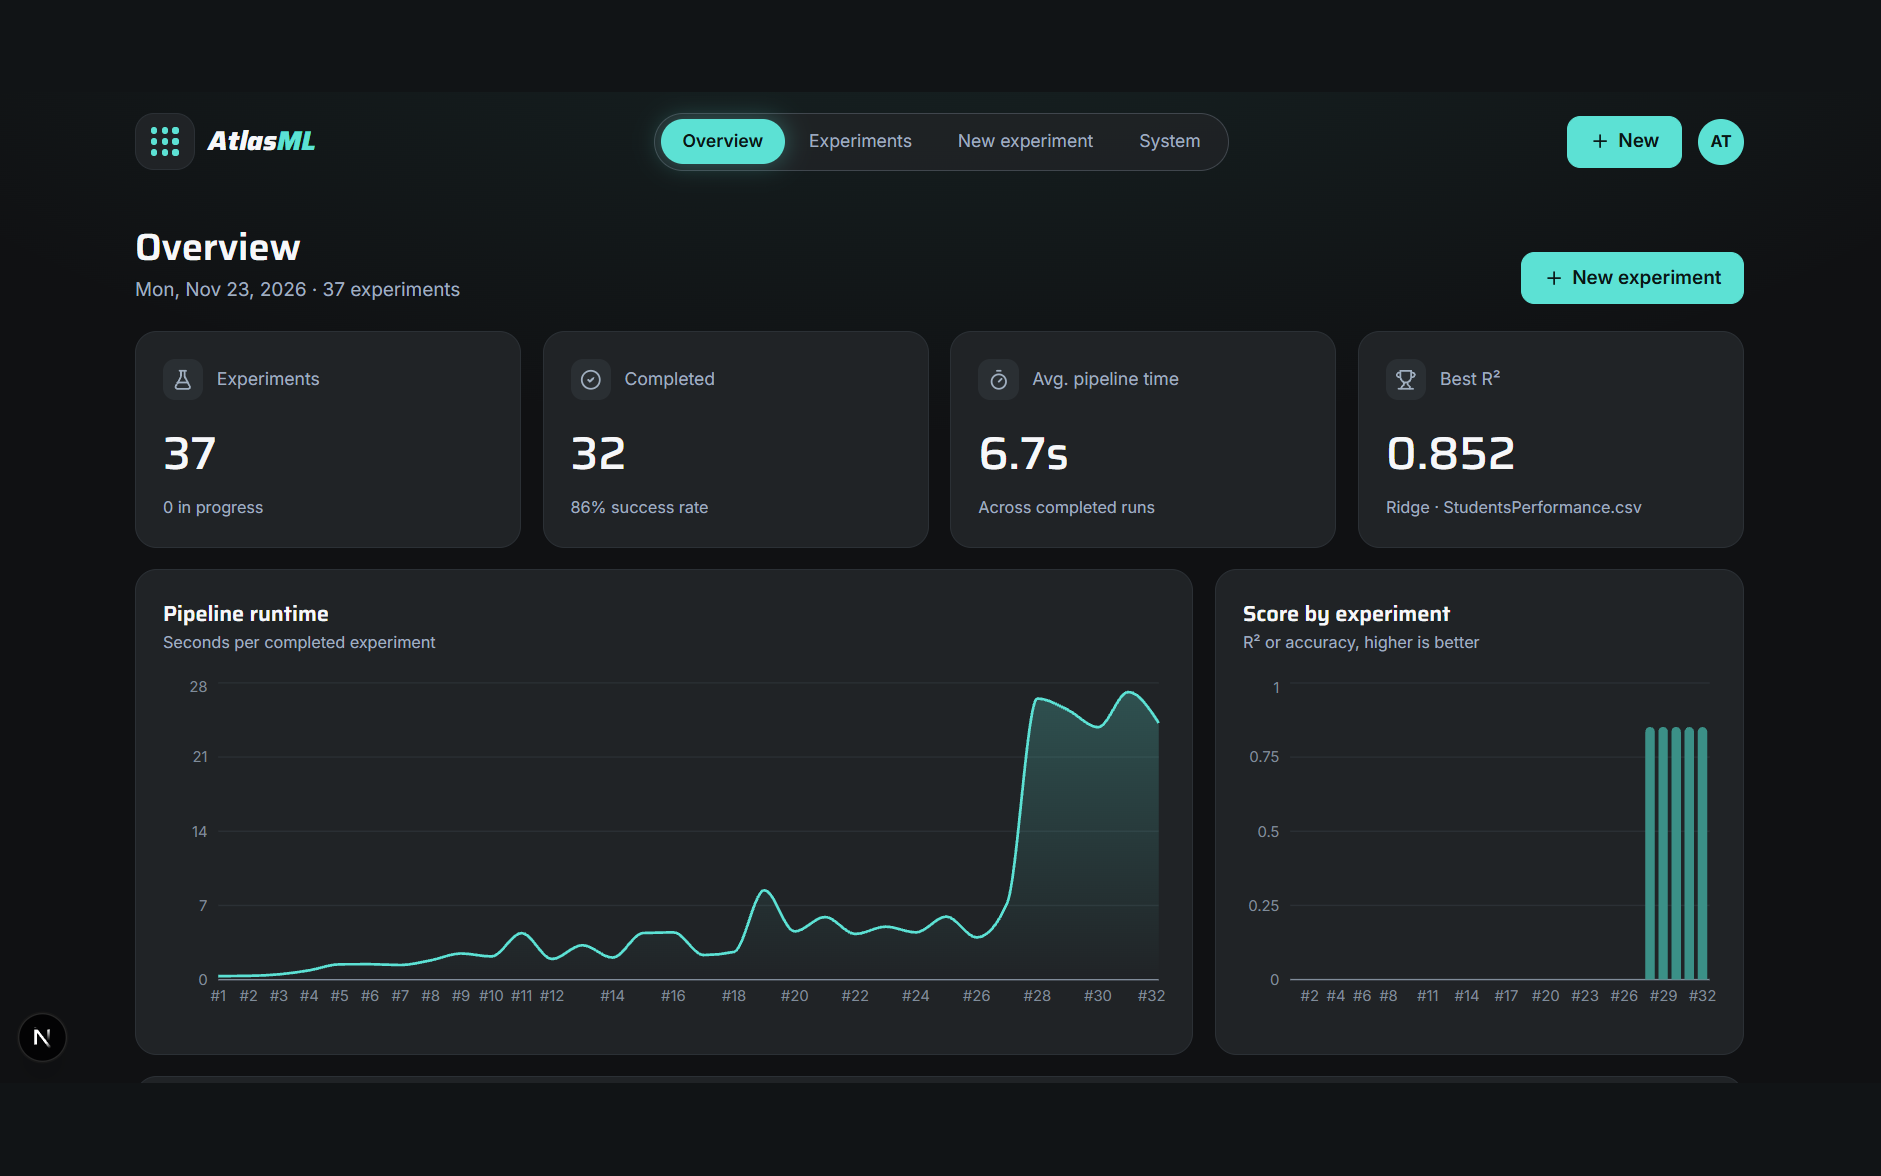 AtlasML
Overview
Experiments
New experiment
System
+ New
AT
Overview
Mon, Nov 23, 2026 · 37 experiments
+ New experiment
Experiments
37
0 in progress
Completed
32
86% success rate
Avg. pipeline time
6.7s
Across completed runs
Best R²
0.852
Ridge · StudentsPerformance.csv
Pipeline runtime
Seconds per completed experiment
28
21
14
7
0
#1 #2 #3 #4 #5 #6 #7 #8 #9 #10 #11 #12 #14 #16 #18 #20 #22 #24 #26 #28 #30 #32
Score by experiment
R² or accuracy, higher is better
1
0.75
0.5
0.25
0
#2 #4 #6 #8 #11 #14 #17 #20 #23 #26 #29 #32
N